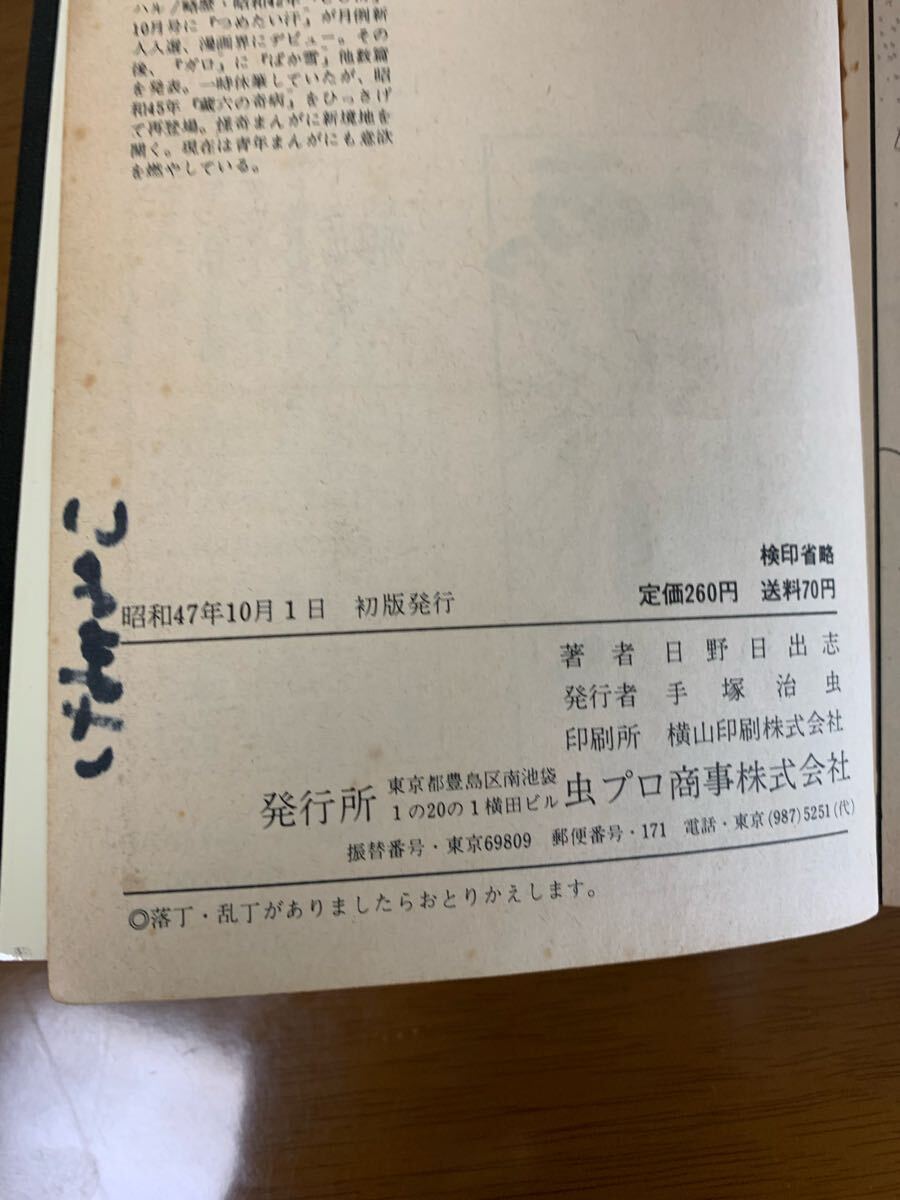 10月号に『つめたい汗』が月例新
人入選、漫画界にデビュー。その
後、『ガロ』に『ばか雪』他数篇
を発表。一時休筆していたが、昭
和45年『蔵六の奇病』をひっさげ
て再登場。怪奇まんがに新境地を
開く。現在は青年まんがにも意欲
を燃やしている。
検印省略
昭和47年10月1日 初版発行
定価260円 送料70円
著者 日野日出志
発行者 手塚治虫
印刷所 横山印刷株式会社
発行所 東京都豊島区南池袋 1の20の1横田ビル 虫プロ商事株式会社
振替番号・東京69809 郵便番号・171 電話・東京(987)5251(代)
◎落丁・乱丁がありましたらおとりかえします。